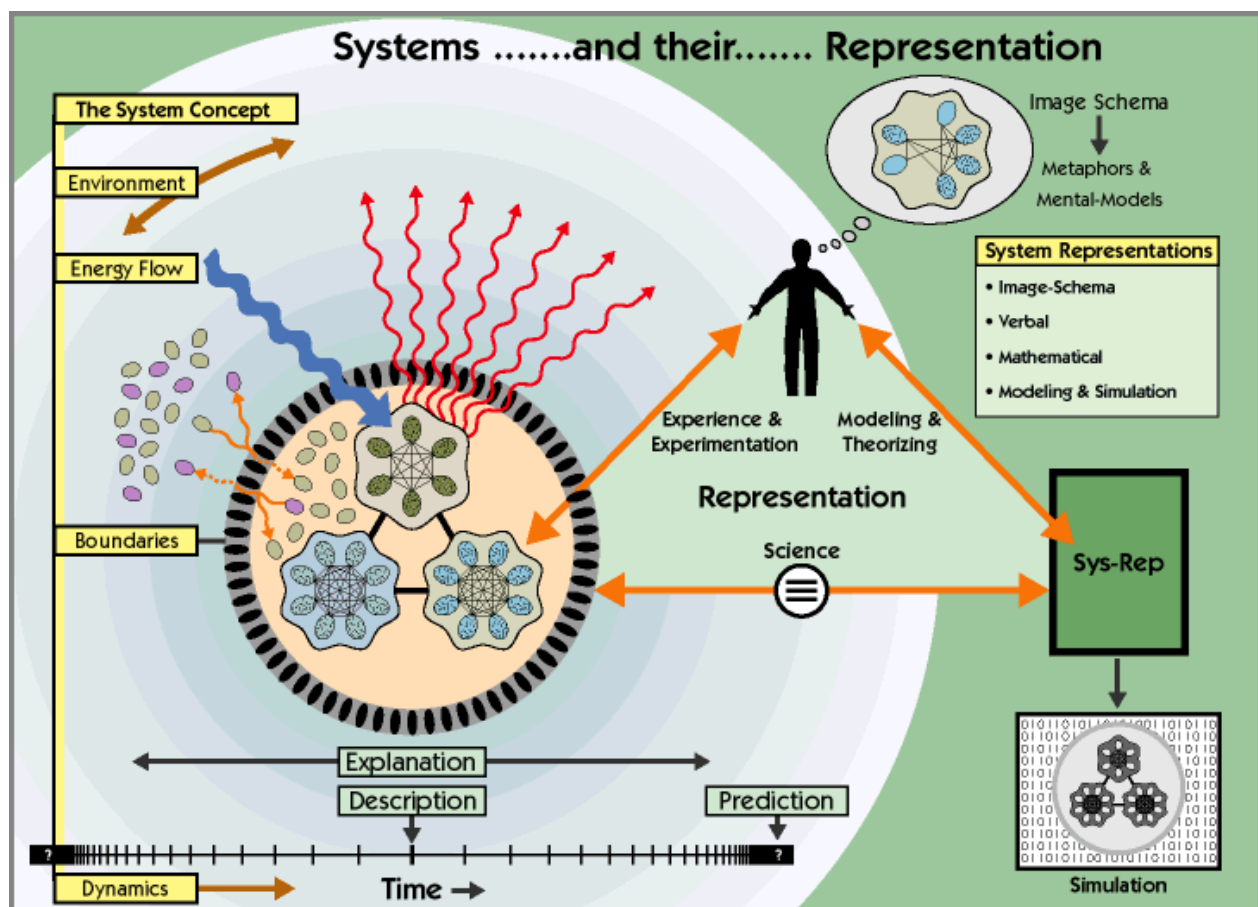 Systems .......and their....... Representation
The System Concept
Environment
Energy Flow
Boundaries
Image Schema
Metaphors &
Mental-Models
System Representations
• Image-Schema
• Verbal
• Mathematical
• Modeling & Simulation
Experience &
Experimentation
Modeling &
Theorizing
Representation
Science
Sys-Rep
Explanation
Description
Prediction
?
?
Dynamics
Time
Simulation